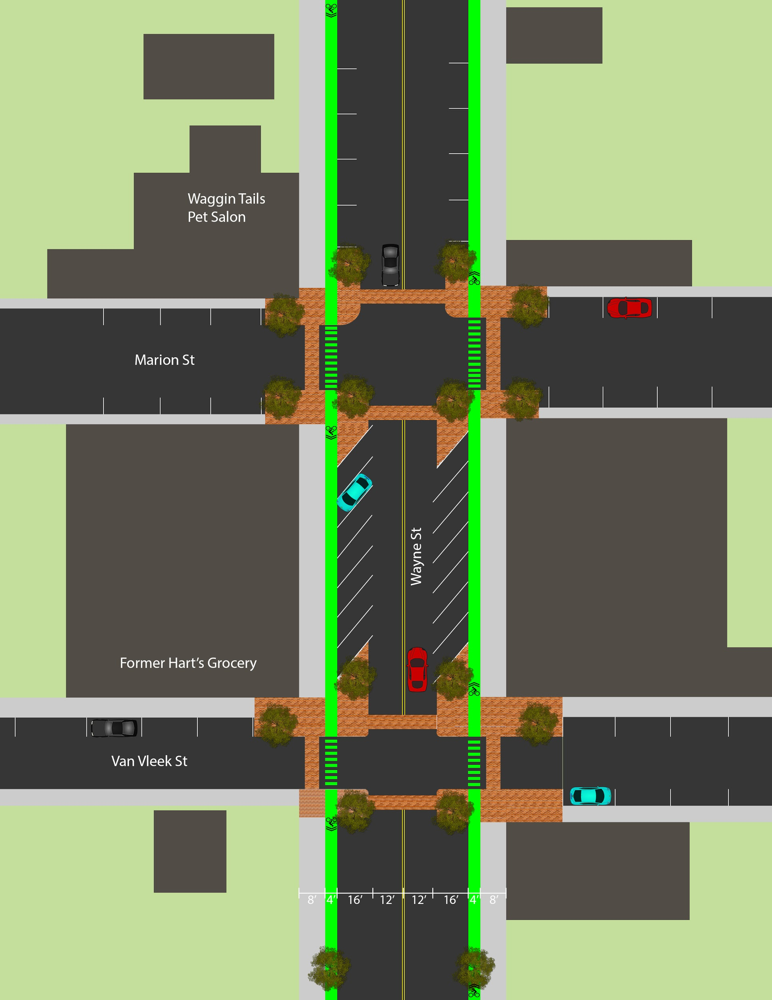 Waggin Tails
Pet Salon
Marion St
Wayne St
Former Hart’s Grocery
Van Vleek St
8’ 4’ 16’ 12’ 12’ 16’ 4’ 8’